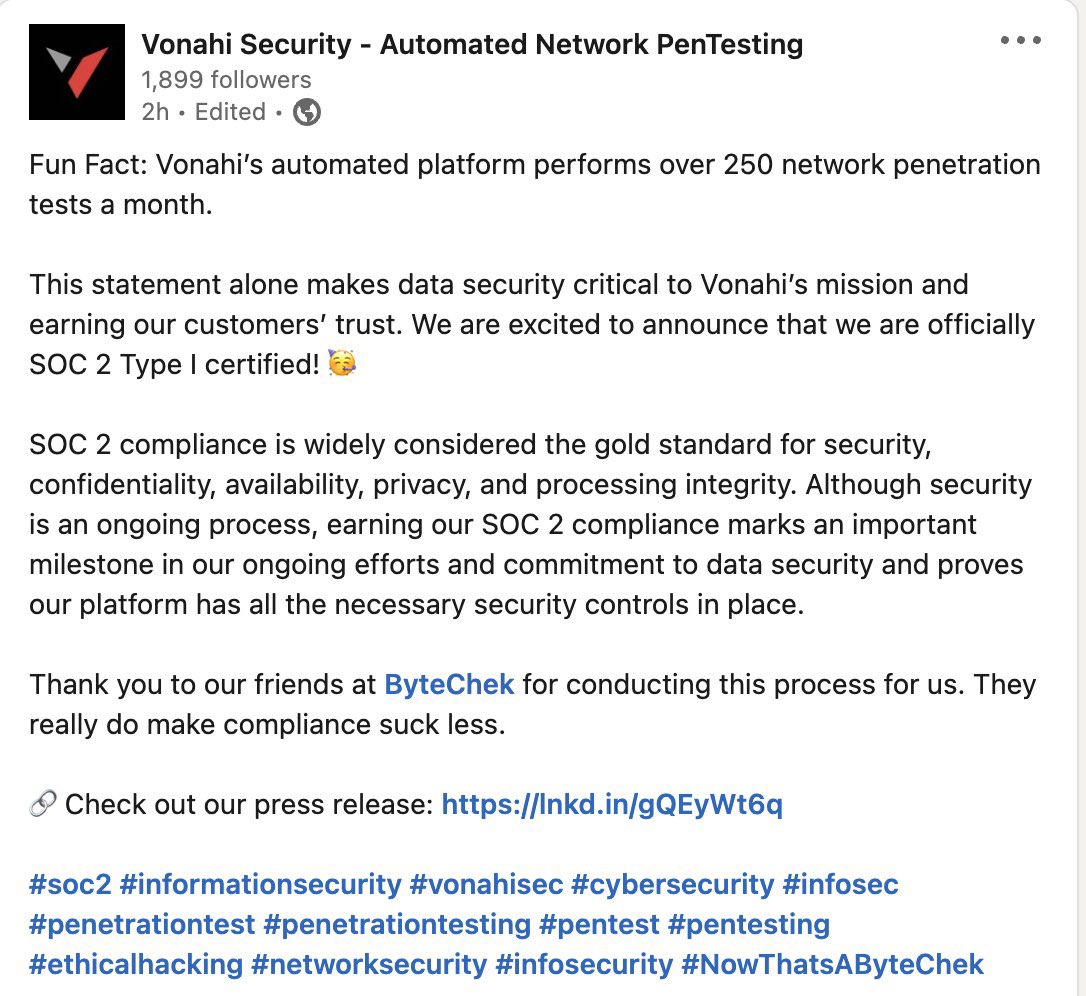 Vonahi Security - Automated Network PenTesting
1,899 followers
2h • Edited •
Fun Fact: Vonahi’s automated platform performs over 250 network penetration
tests a month.
This statement alone makes data security critical to Vonahi’s mission and
earning our customers’ trust. We are excited to announce that we are officially
SOC 2 Type I certified! 🥳
SOC 2 compliance is widely considered the gold standard for security,
confidentiality, availability, privacy, and processing integrity. Although security
is an ongoing process, earning our SOC 2 compliance marks an important
milestone in our ongoing efforts and commitment to data security and proves
our platform has all the necessary security controls in place.
Thank you to our friends at ByteChek for conducting this process for us. They
really do make compliance suck less.
🔗 Check out our press release: https://lnkd.in/gQEyWt6q
#soc2 #informationsecurity #vonahisec #cybersecurity #infosec
#penetrationtest #penetrationtesting #pentest #pentesting
#ethicalhacking #networksecurity #infosecurity #NowThatsAByteChek